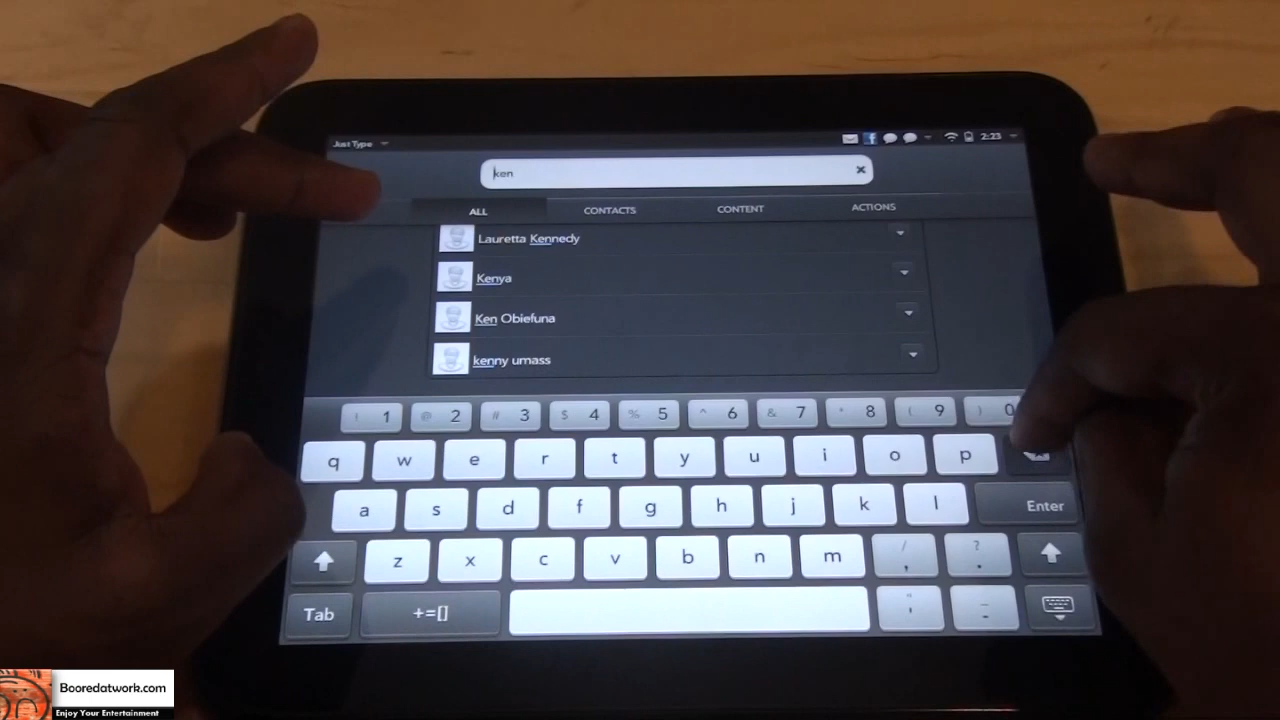 Just Type
2:23
ken
ALL CONTACTS CONTENT ACTIONS
Lauretta Kennedy
Kenya
Ken Obiefuna
kenny umass
! 1 @ 2 # 3 $ 4 % 5 ^ 6 & 7 * 8 ( 9 ) 0
q w e r t y u i o p
a s d f g h j k l Enter
z x c v b n m / , ? .
Tab +=[] " ' _ -
Booredatwork.com
Enjoy Your Entertainment